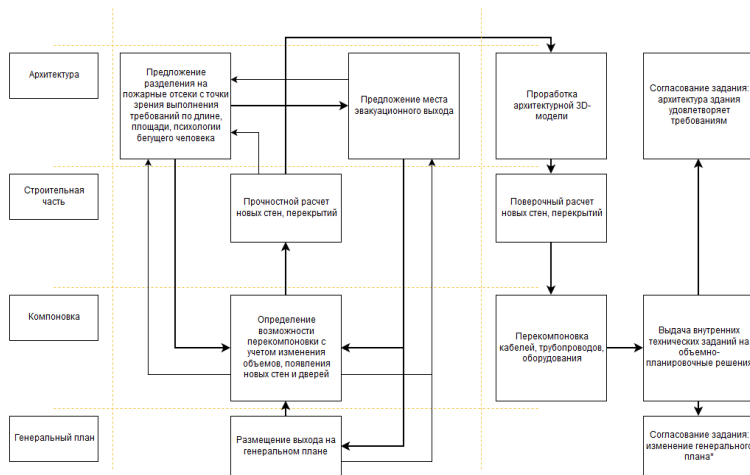 Архитектура
Предложение
разделения на
пожарные отсеки с точки
зрения выполнения
требований по длине,
площади, психологии
бегущего человека
Предложение места
эвакуационного выхода
Проработка
архитектурной 3D-
модели
Согласование задания:
архитектура здания
удовлетворяет
требованиям
Строительная
часть
Прочностной расчет
новых стен, перекрытий
Поверочный расчет
новых стен, перекрытий
Компоновка
Определение
возможности
перекомпоновки с
учетом изменения
объемов, появления
новых стен и дверей
Перекомпоновка
кабелей, трубопроводов,
оборудования
Выдача внутренних
технических заданий на
объемно-
планировочные решения
Генеральный план
Размещение выхода на
генеральном плане
Согласование задания:
изменение генерального
плана*